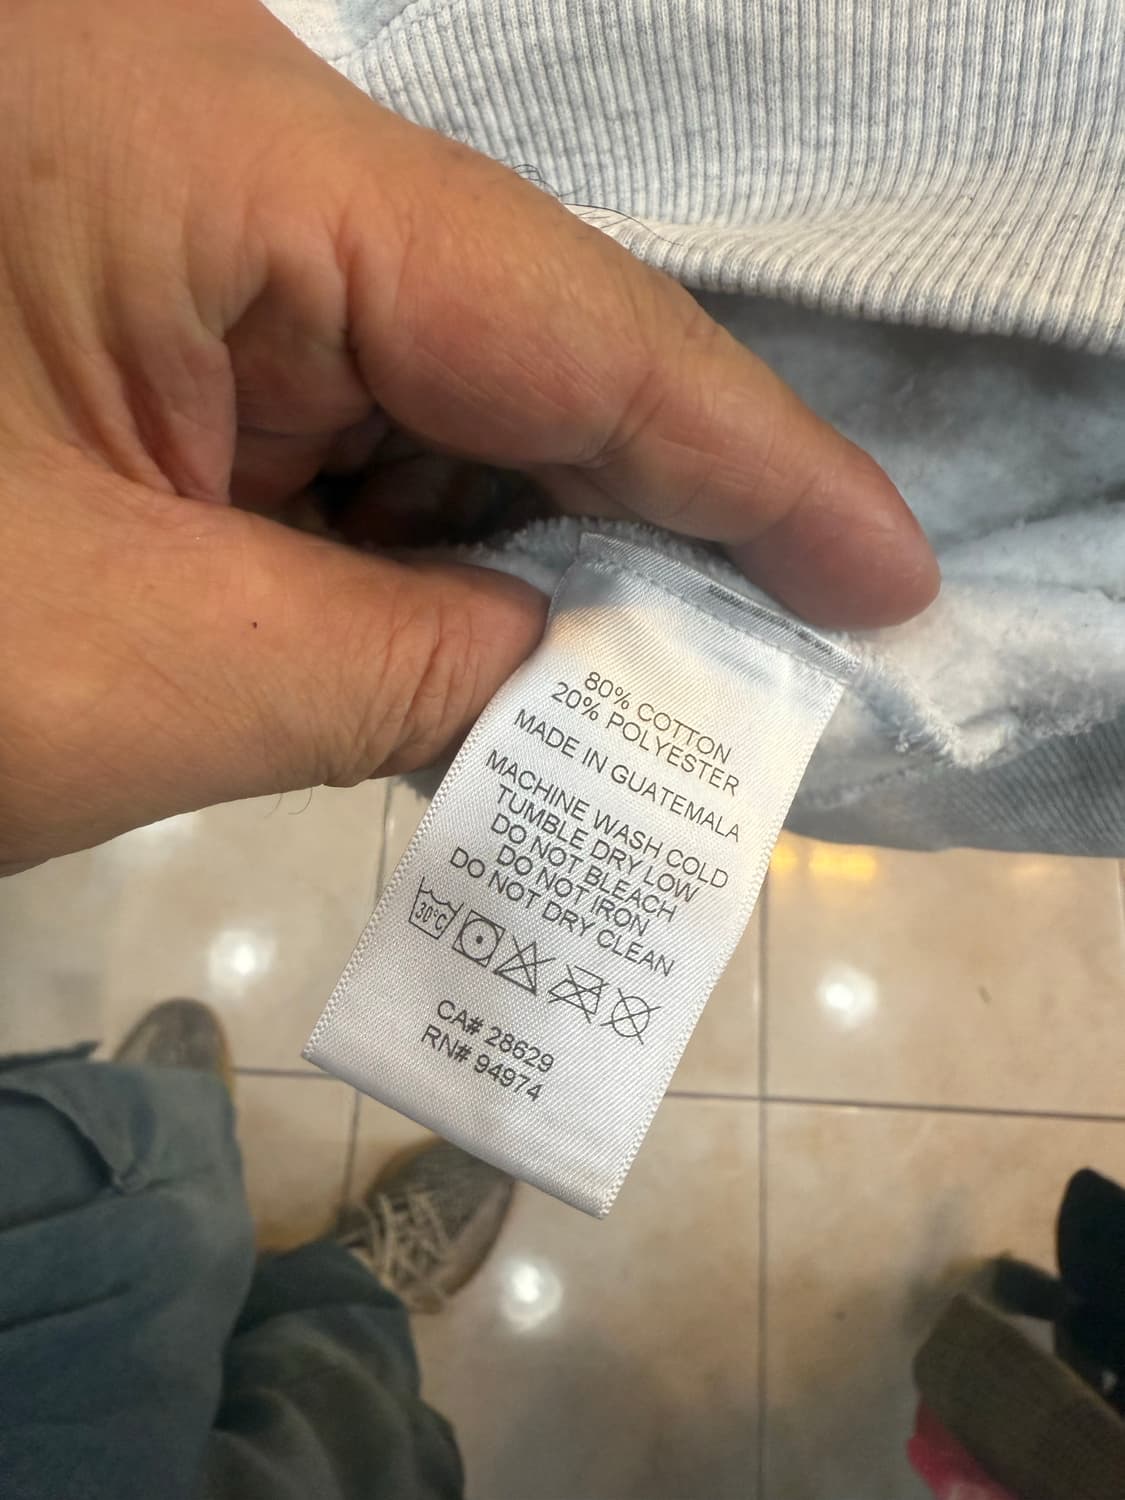 80% COTTON
20% POLYESTER
MADE IN GUATEMALA
MACHINE WASH COLD
TUMBLE DRY LOW
DO NOT BLEACH
DO NOT IRON
DO NOT DRY CLEAN
30°C
CA# 28629
RN# 94974